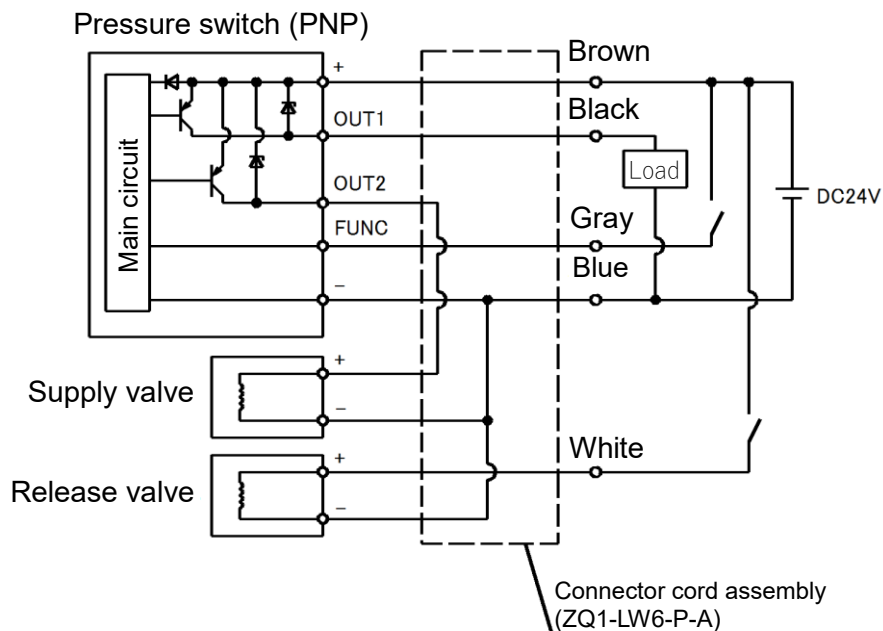 Pressure switch (PNP)
Main circuit
+
OUT1
OUT2
FUNC
−
Brown
Black
Load
Gray
Blue
DC24V
Supply valve
+
−
White
Release valve
+
−
Connector cord assembly
(ZQ1-LW6-P-A)